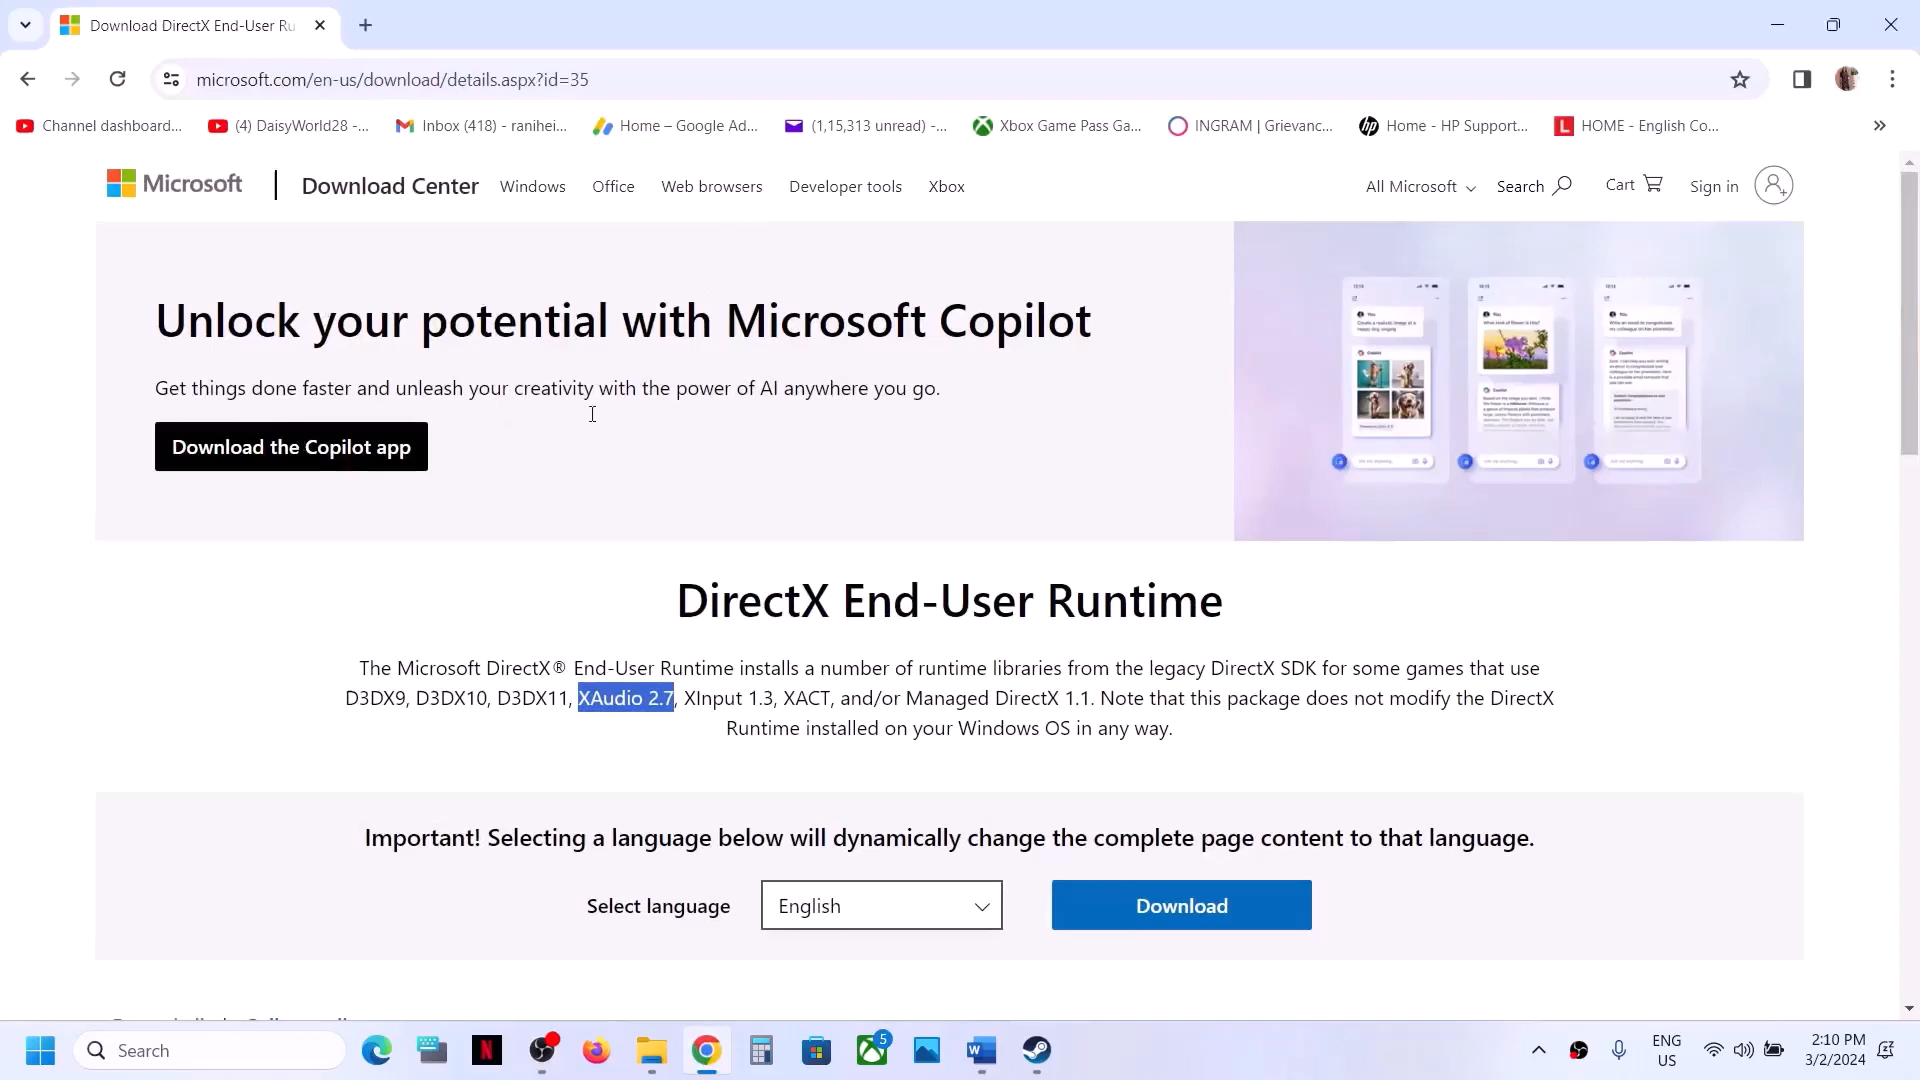 Download DirectX End-User Ru
microsoft.com/en-us/download/details.aspx?id=35
Channel dashboard...
(4) DaisyWorld28 -...
Inbox (418) - ranihei...
Home – Google Ad...
(1,15,313 unread) -...
Xbox Game Pass Ga...
INGRAM | Grievanc...
Home - HP Support...
HOME - English Co...
Microsoft
Download Center
Windows
Office
Web browsers
Developer tools
Xbox
All Microsoft
Search
Cart
Sign in
Unlock your potential with Microsoft Copilot
Get things done faster and unleash your creativity with the power of AI anywhere you go.
Download the Copilot app
DirectX End-User Runtime
The Microsoft DirectX® End-User Runtime installs a number of runtime libraries from the legacy DirectX SDK for some games that use
D3DX9, D3DX10, D3DX11, XAudio 2.7, XInput 1.3, XACT, and/or Managed DirectX 1.1. Note that this package does not modify the DirectX
Runtime installed on your Windows OS in any way.
Important! Selecting a language below will dynamically change the complete page content to that language.
Select language
English
Download
Search
5
ENG
US
2:10 PM
3/2/2024